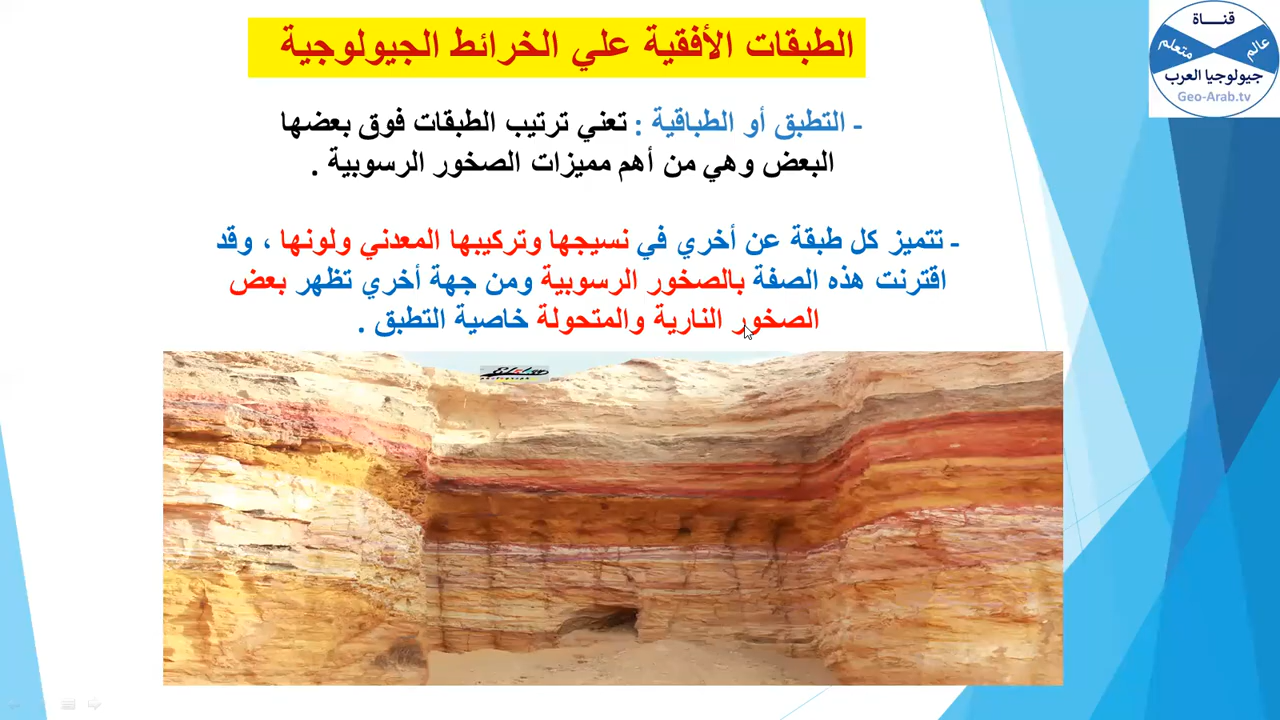 الطبقات الأفقية علي الخرائط الجيولوجية
- التطبق أو الطباقية : تعني ترتيب الطبقات فوق بعضها
البعض وهي من أهم مميزات الصخور الرسوبية .
- تتميز كل طبقة عن أخري في نسيجها وتركيبها المعدني ولونها ، وقد
اقترنت هذه الصفة بالصخور الرسوبية ومن جهة أخري تظهر بعض
الصخور النارية والمتحولة خاصية التطبق .
قناة
عالم
متعلم
جيولوجيا العرب
Geo-Arab.tv